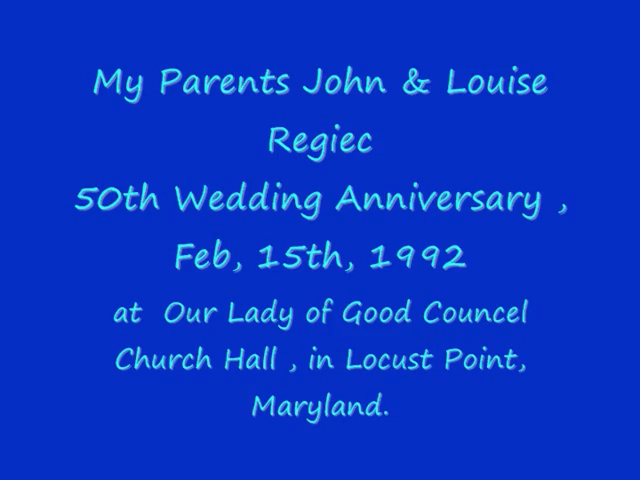 My Parents John & Louise
Regiec
50th Wedding Anniversary ,
Feb, 15th, 1992
at Our Lady of Good Councel
Church Hall , in Locust Point,
Maryland.